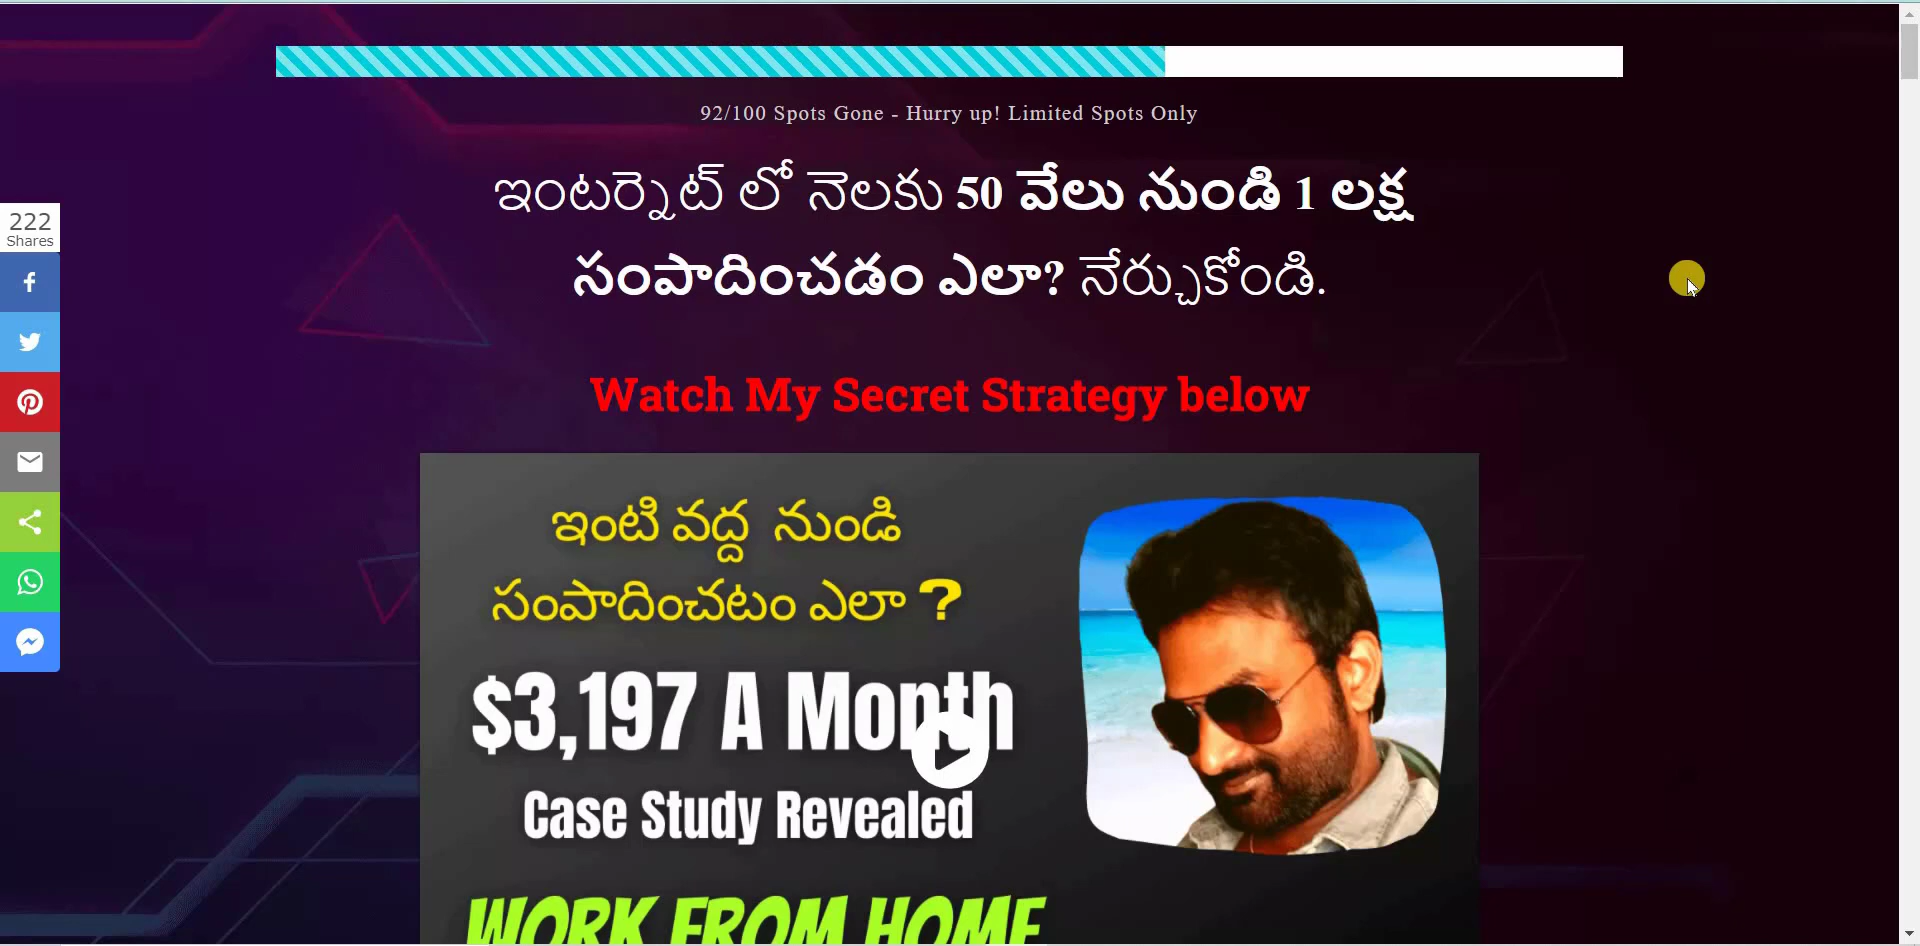 92/100 Spots Gone - Hurry up! Limited Spots Only
ఇంటర్నెట్ లో నెలకు 50 వేలు నుండి 1 లక్ష
సంపాదించడం ఎలా? నేర్చుకోండి.
222
Shares
Watch My Secret Strategy below
ఇంటి వద్ద నుండి
సంపాదించటం ఎలా ?
$3,197 A Month
Case Study Revealed
WORK FROM HOME